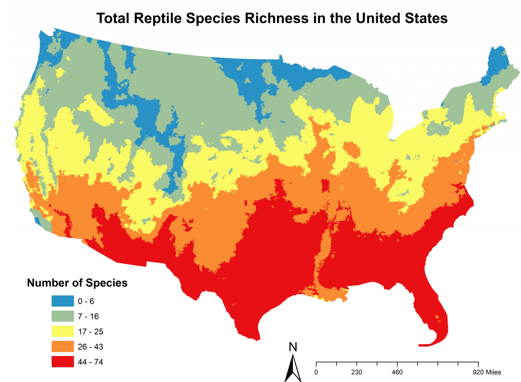 Total Reptile Species Richness in the United States
Number of Species
0 - 6
7 - 16
17 - 25
26 - 43
44 - 74
N
0 230 460 920 Miles